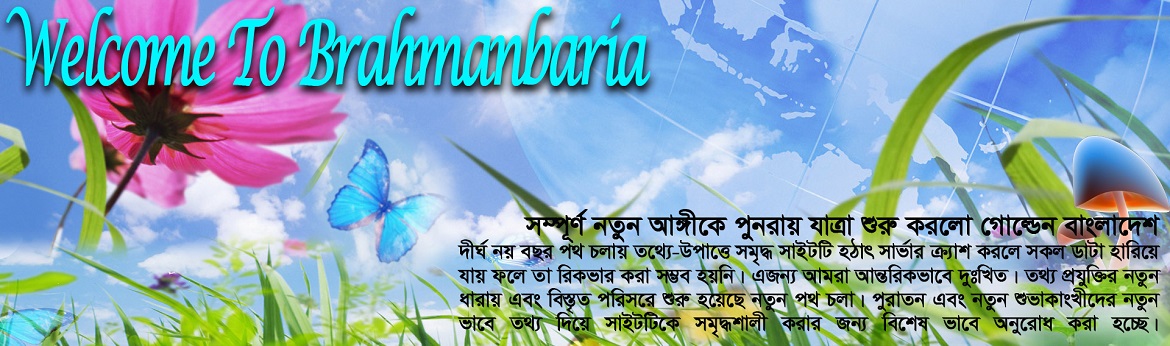 Welcome To Brahmanbaria
সম্পূর্ণ নতুন আঙ্গীকে পুনরায় যাত্রা শুরু করলো গোল্ডেন বাংলাদেশ
দীর্ঘ নয় বছর পথ চলায় তথ্যে-উপাত্তে সমৃদ্ধ সাইটটি হঠাৎ সার্ভার ক্র্যাশ করলে সকল ডাটা হারিয়ে
যায় ফলে তা রিকভার করা সম্ভব হয়নি। এজন্য আমরা আন্তরিকভাবে দুঃখিত। তথ্য প্রযুক্তির নতুন
ধারায় এবং বিস্তৃত পরিসরে শুরু হয়েছে নতুন পথ চলা। পুরাতন এবং নতুন শুভাকাংখীদের নতুন
ভাবে তথ্য দিয়ে সাইটটিকে সমৃদ্ধশালী করার জন্য বিশেষ ভাবে অনুরোধ করা হচ্ছে।